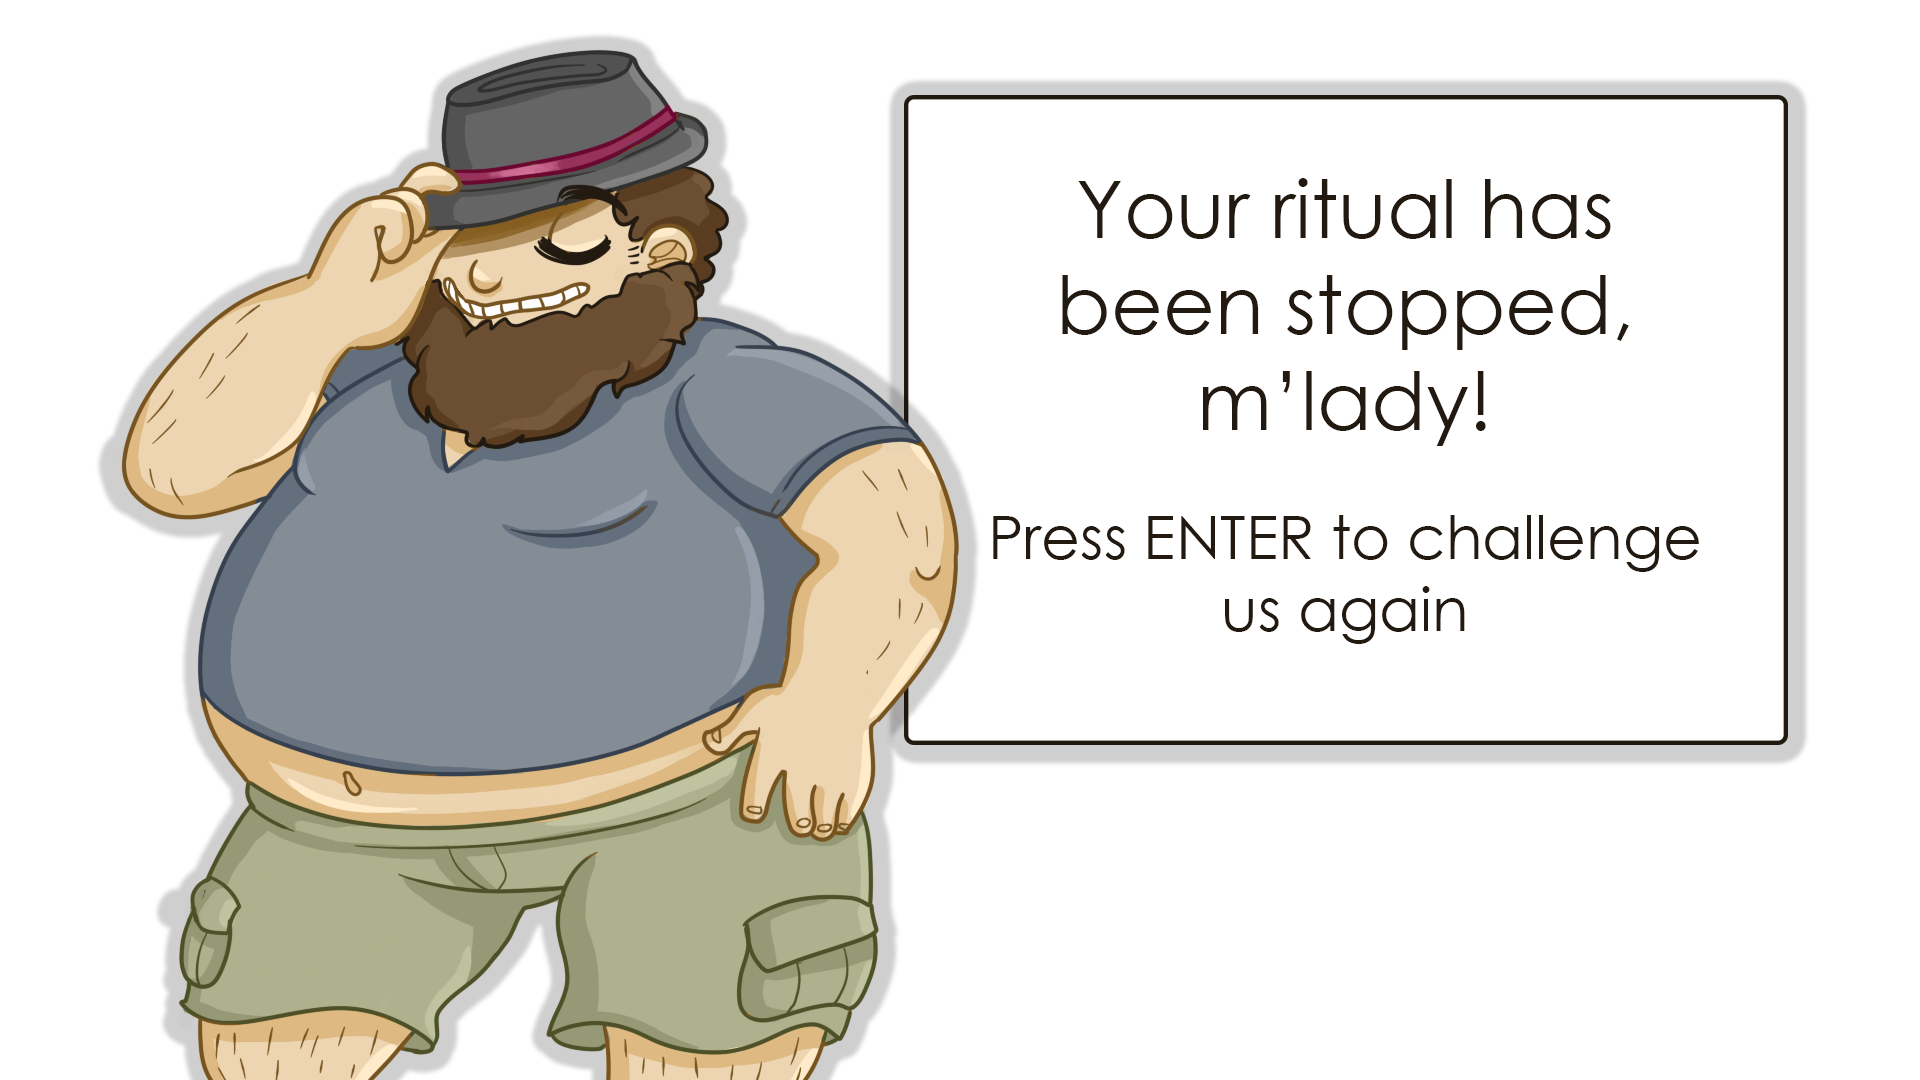 Your ritual has
been stopped,
m’lady!
Press ENTER to challenge
us again